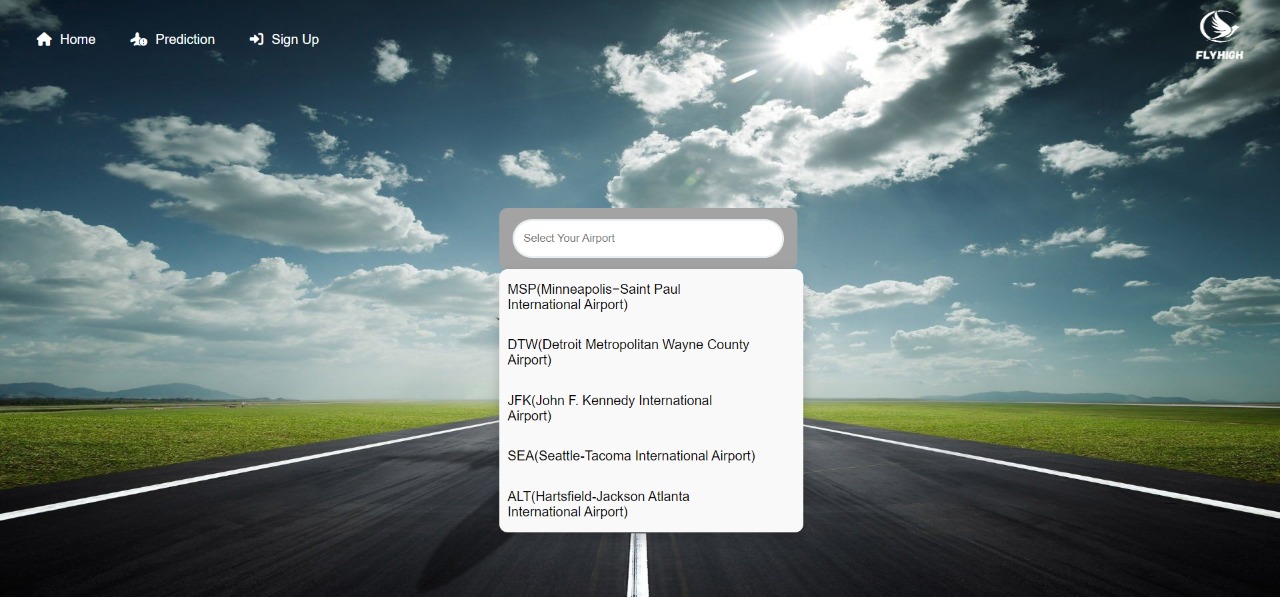 Home
Prediction
Sign Up
FLYHIGH
Select Your Airport
MSP(Minneapolis–Saint Paul
International Airport)
DTW(Detroit Metropolitan Wayne County
Airport)
JFK(John F. Kennedy International
Airport)
SEA(Seattle-Tacoma International Airport)
ALT(Hartsfield-Jackson Atlanta
International Airport)